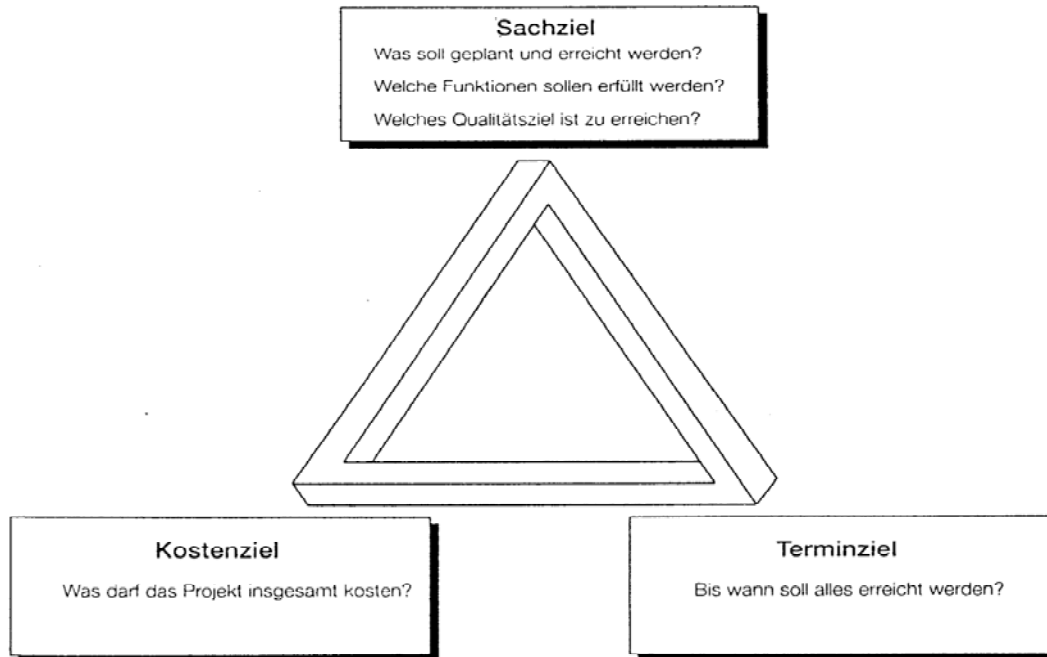 Sachziel
Was soll geplant und erreicht werden?
Welche Funktionen sollen erfüllt werden?
Welches Qualitätsziel ist zu erreichen?
Kostenziel
Was darf das Projekt insgesamt kosten?
Terminziel
Bis wann soll alles erreicht werden?